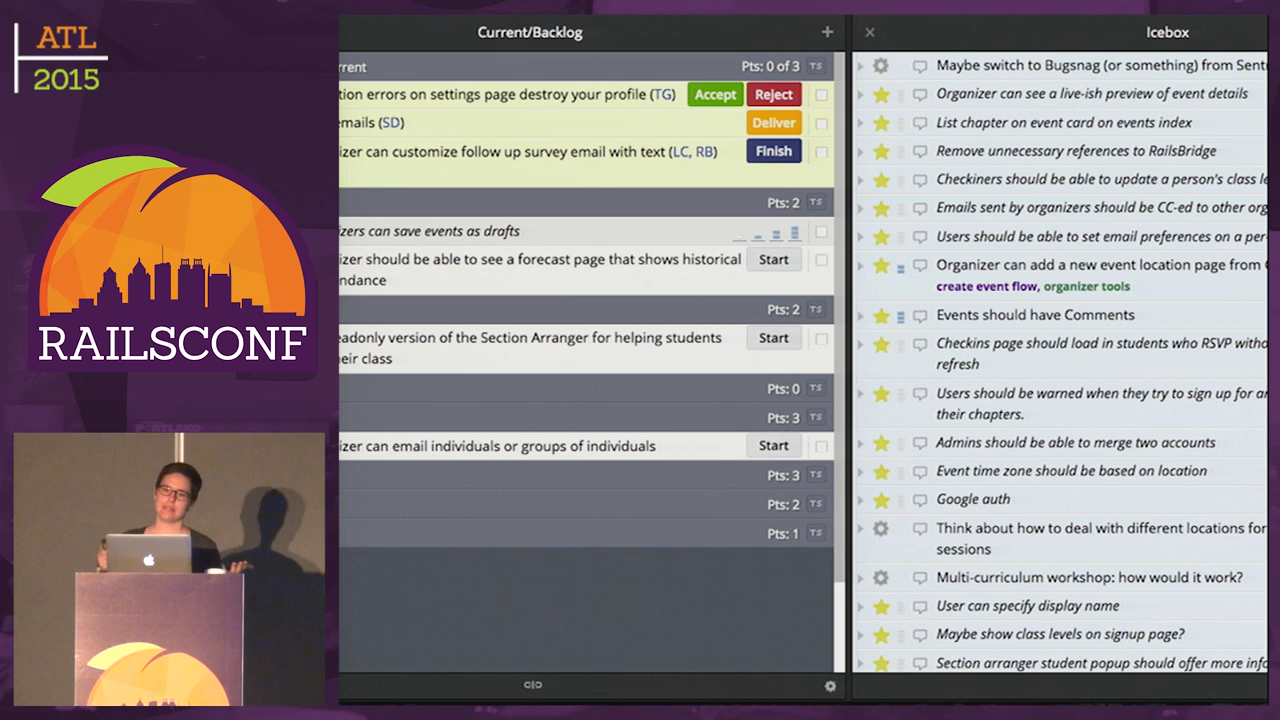 ATL
2015
RAILSCONF
Current/Backlog
+
rrent
Pts: 0 of 3 TS
tion errors on settings page destroy your profile (TG)
Accept
Reject
emails (SD)
Deliver
izer can customize follow up survey email with text (LC, RB)
Finish
Pts: 2 TS
izers can save events as drafts
izer should be able to see a forecast page that shows historical
ndance
Start
Pts: 2 TS
eadonly version of the Section Arranger for helping students
eir class
Start
Pts: 0 TS
Pts: 3 TS
izer can email individuals or groups of individuals
Start
Pts: 3 TS
Pts: 2 TS
Pts: 1 TS
Icebox
Maybe switch to Bugsnag (or something) from Sent
Organizer can see a live-ish preview of event details
List chapter on event card on events index
Remove unnecessary references to RailsBridge
Checkiners should be able to update a person's class le
Emails sent by organizers should be CC-ed to other org
Users should be able to set email preferences on a per-
Organizer can add a new event location page from
create event flow, organizer tools
Events should have Comments
Checkins page should load in students who RSVP witho
refresh
Users should be warned when they try to sign up for a
their chapters.
Admins should be able to merge two accounts
Event time zone should be based on location
Google auth
Think about how to deal with different locations for
sessions
Multi-curriculum workshop: how would it work?
User can specify display name
Maybe show class levels on signup page?
Section arranger student popup should offer more info